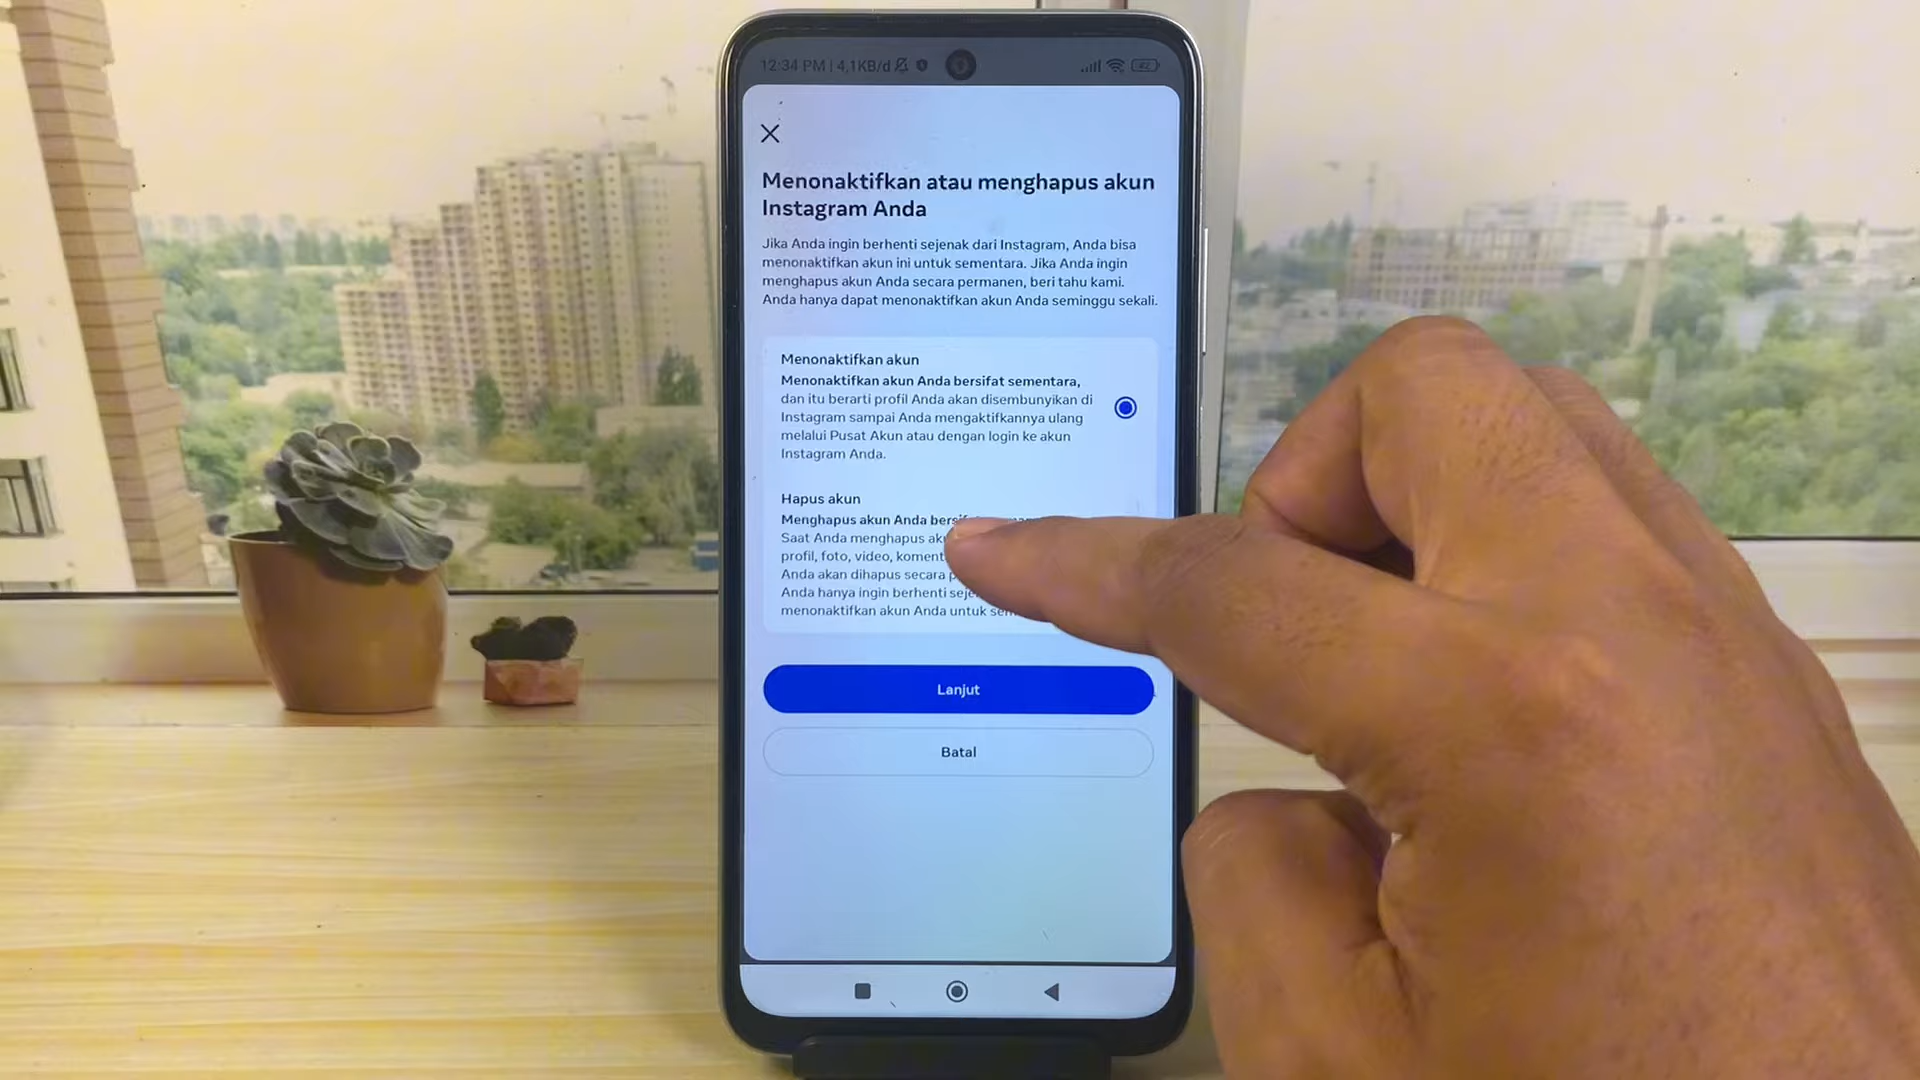 12:34 PM | 4,1KB/d
42
Menonaktifkan atau menghapus akun
Instagram Anda
Jika Anda ingin berhenti sejenak dari Instagram, Anda bisa
menonaktifkan akun ini untuk sementara. Jika Anda ingin
menghapus akun Anda secara permanen, beri tahu kami.
Anda hanya dapat menonaktifkan akun Anda seminggu sekali.
Menonaktifkan akun
Menonaktifkan akun Anda bersifat sementara,
dan itu berarti profil Anda akan disembunyikan di
Instagram sampai Anda mengaktifkannya ulang
melalui Pusat Akun atau dengan login ke akun
Instagram Anda.
Hapus akun
Menghapus akun Anda
Saat Anda menghapus
profil, foto, video,
Anda akan dihapus secara
Anda hanya ingin berhenti
menonaktifkan akun Anda untuk
Lanjut
Batal